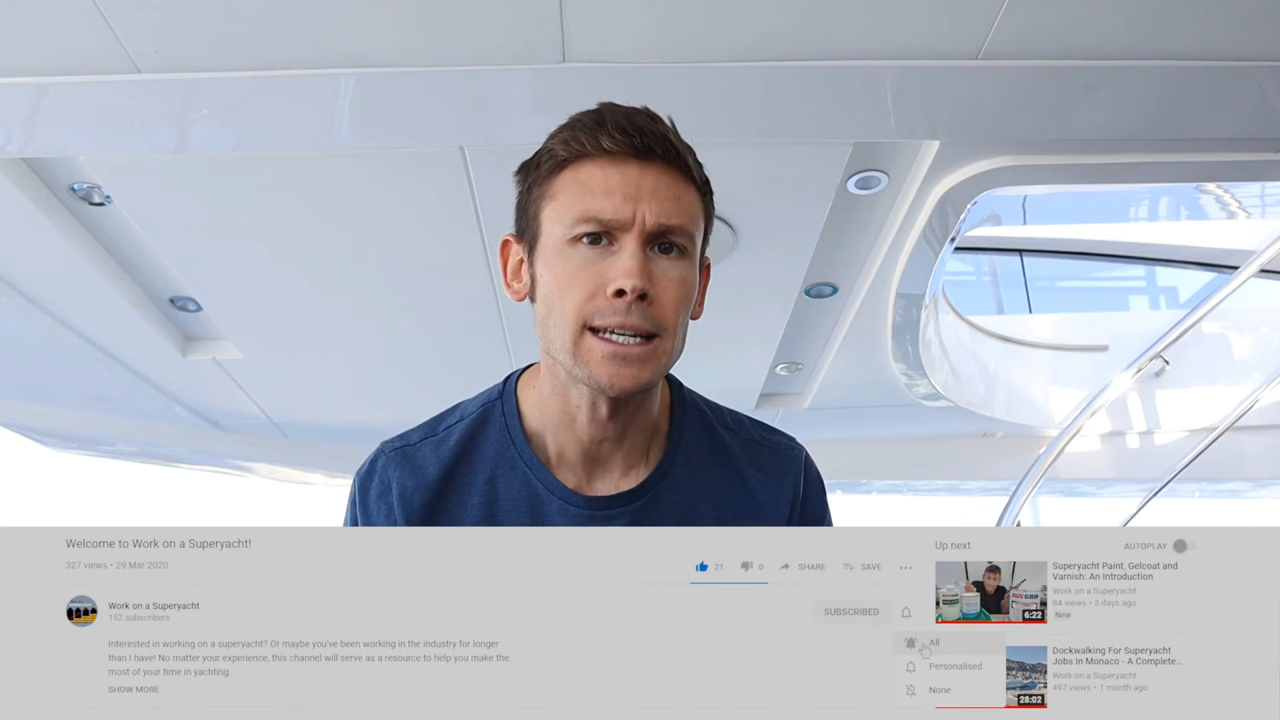 Welcome to Work on a Superyacht!
327 views • 29 Mar 2020
21
0
SHARE
SAVE
Work on a Superyacht
152 subscribers
SUBSCRIBED
Interested in working on a superyacht? Or maybe you've been working in the industry for longer
than I have! No matter your experience, this channel will serve as a resource to help you make the
most of your time in yachting.
SHOW MORE
All
Personalised
None
Up next
AUTOPLAY
6:22
Superyacht Paint, Gelcoat and
Varnish: An Introduction
Work on a Superyacht
84 views • 3 days ago
New
28:02
Dockwalking For Superyacht
Jobs In Monaco - A Complete...
Work on a Superyacht
497 views • 1 month ago